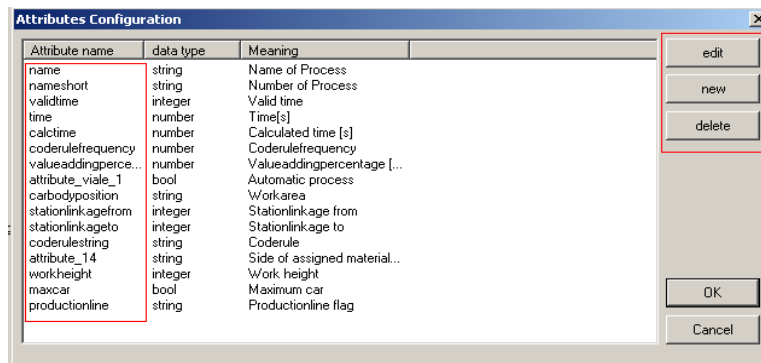 Attributes Configuration
Attribute name data type Meaning
edit
name string Name of Process
nameshort string Number of Process
new
validtime integer Valid time
time number Time[s]
calctime number Calculated time [s]
delete
coderulefrequency number Coderulefrequency
valueaddingperce... number Valueaddingpercentage [...
attribute_viale_1 bool Automatic process
carbodyposition string Workarea
stationlinkagefrom integer Stationlinkage from
stationlinkageto integer Stationlinkage to
coderulestring string Coderule
attribute_14 string Side of assigned material...
workheight integer Work height
maxcar bool Maximum car
OK
productionline string Productionline flag
Cancel